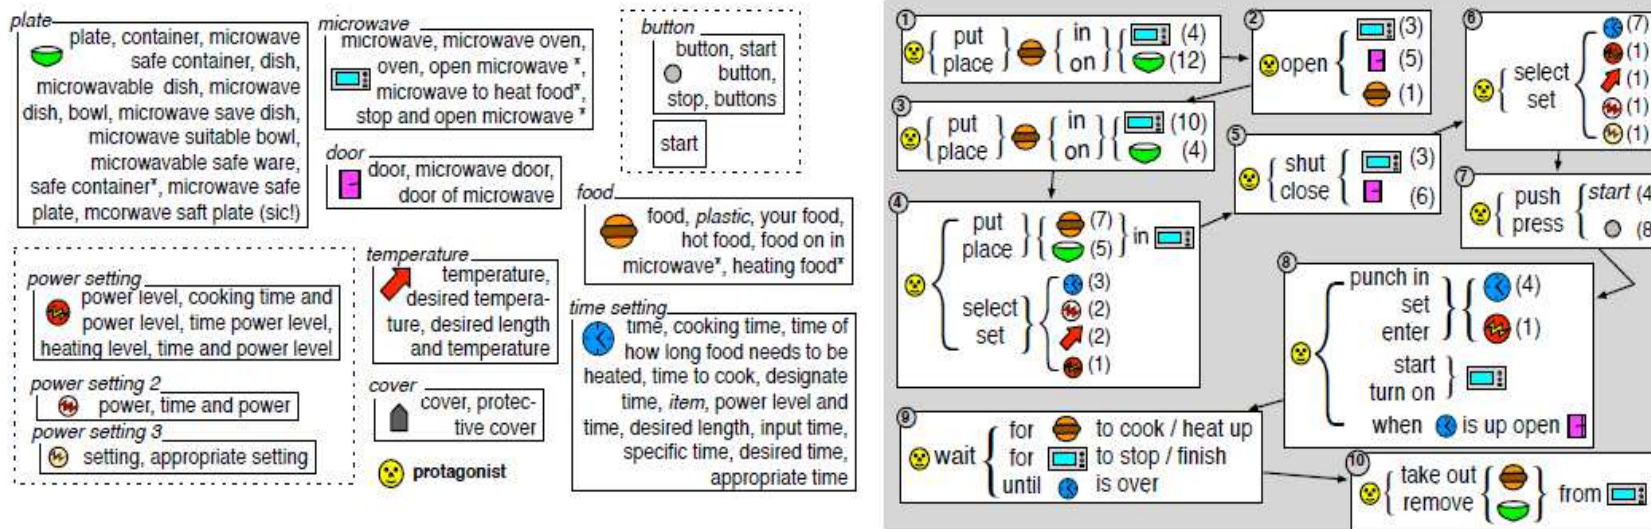 plate
plate, container, microwave
safe container, dish,
microwavable dish, microwave
dish, bowl, microwave save dish,
microwave suitable bowl,
microwavable safe ware,
safe container*, microwave safe
plate, mcorwave saft plate (sic!)
microwave
microwave, microwave oven,
oven, open microwave *,
microwave to heat food*,
stop and open microwave *
door
door, microwave door,
door of microwave
button
button, start
button,
stop, buttons
start
food
food, plastic, your food,
hot food, food on in
microwave*, heating food*
power setting
power level, cooking time and
power level, time power level,
heating level, time and power level
power setting 2
power, time and power
power setting 3
setting, appropriate setting
temperature
temperature,
desired tempera-
ture, desired length
and temperature
cover
cover, protec-
tive cover
protagonist
time setting
time, cooking time, time of
how long food needs to be
heated, time to cook, designate
time, item, power level and
time, desired length, input time,
specific time, desired time,
appropriate time
1
put in (4)
place on (12)
2
(3)
open (5)
(1)
3
put in (10)
place on (4)
4
put (7) in
place (5)
(3)
select (2)
set (2)
(1)
5
shut (3)
close (6)
6
(7)
(1)
select (1)
set (1)
(1)
7
push start (4
press (8
8
punch in (4)
set
enter (1)
start
turn on
when is up open
9
for to cook / heat up
wait for to stop / finish
until is over
10
take out from
remove